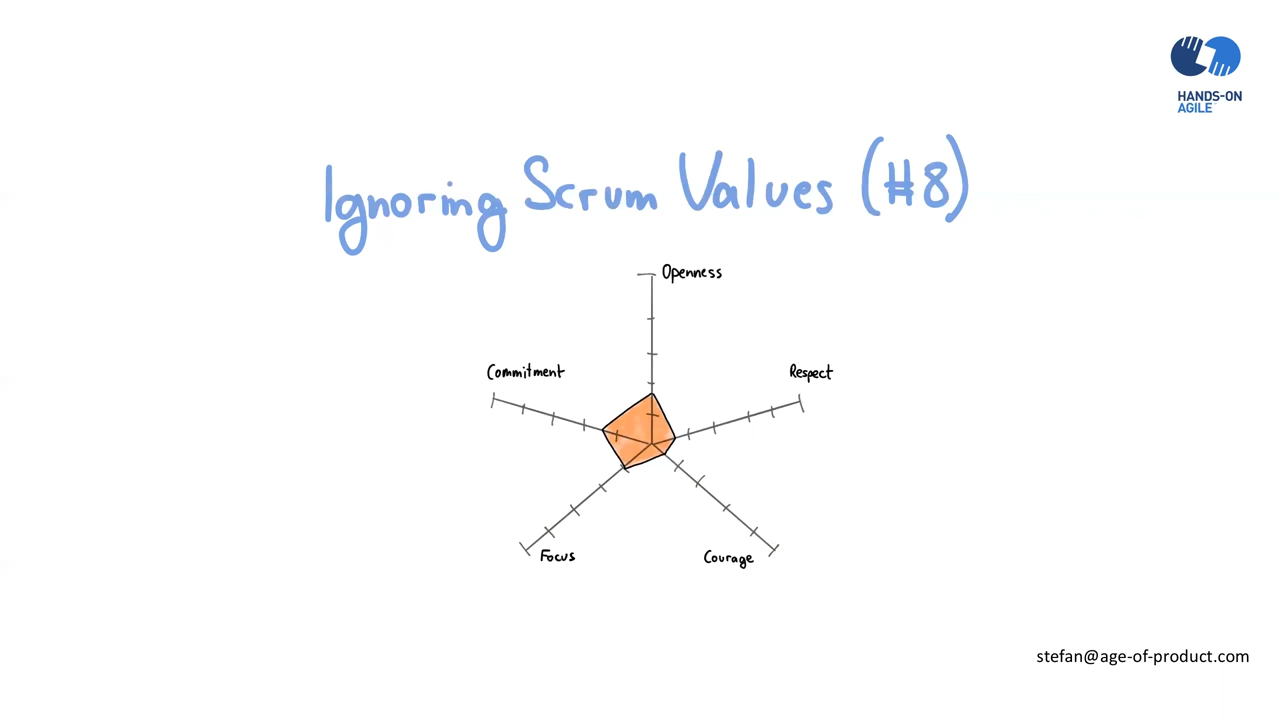 HANDS-ON
AGILE
Ignoring Scrum Values (#8)
Openness
Commitment
Respect
Focus
Courage
stefan@age-of-product.com